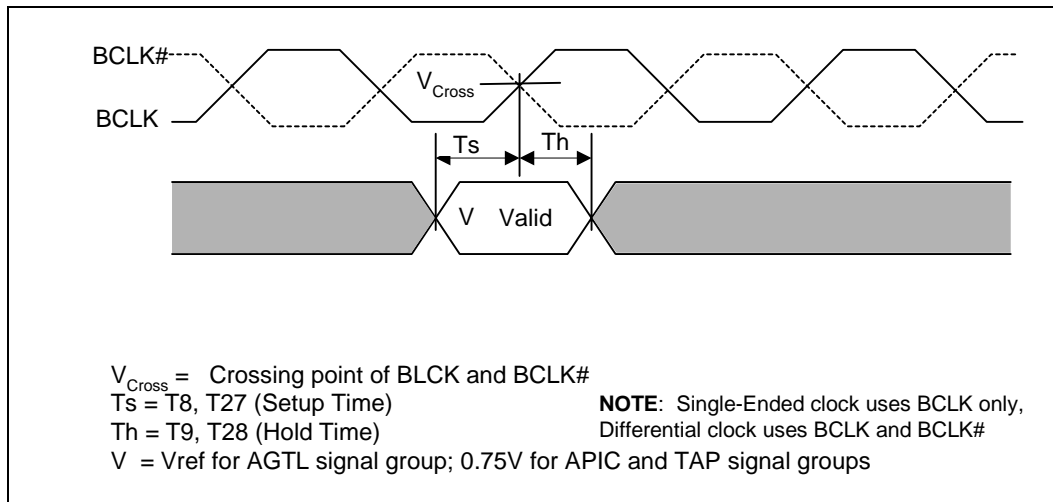 BCLK#
BCLK
V_Cross
Ts
Th
V Valid
V_Cross = Crossing point of BLCK and BCLK#
Ts = T8, T27 (Setup Time)
Th = T9, T28 (Hold Time)
V = Vref for AGTL signal group; 0.75V for APIC and TAP signal groups
NOTE: Single-Ended clock uses BCLK only,
Differential clock uses BCLK and BCLK#